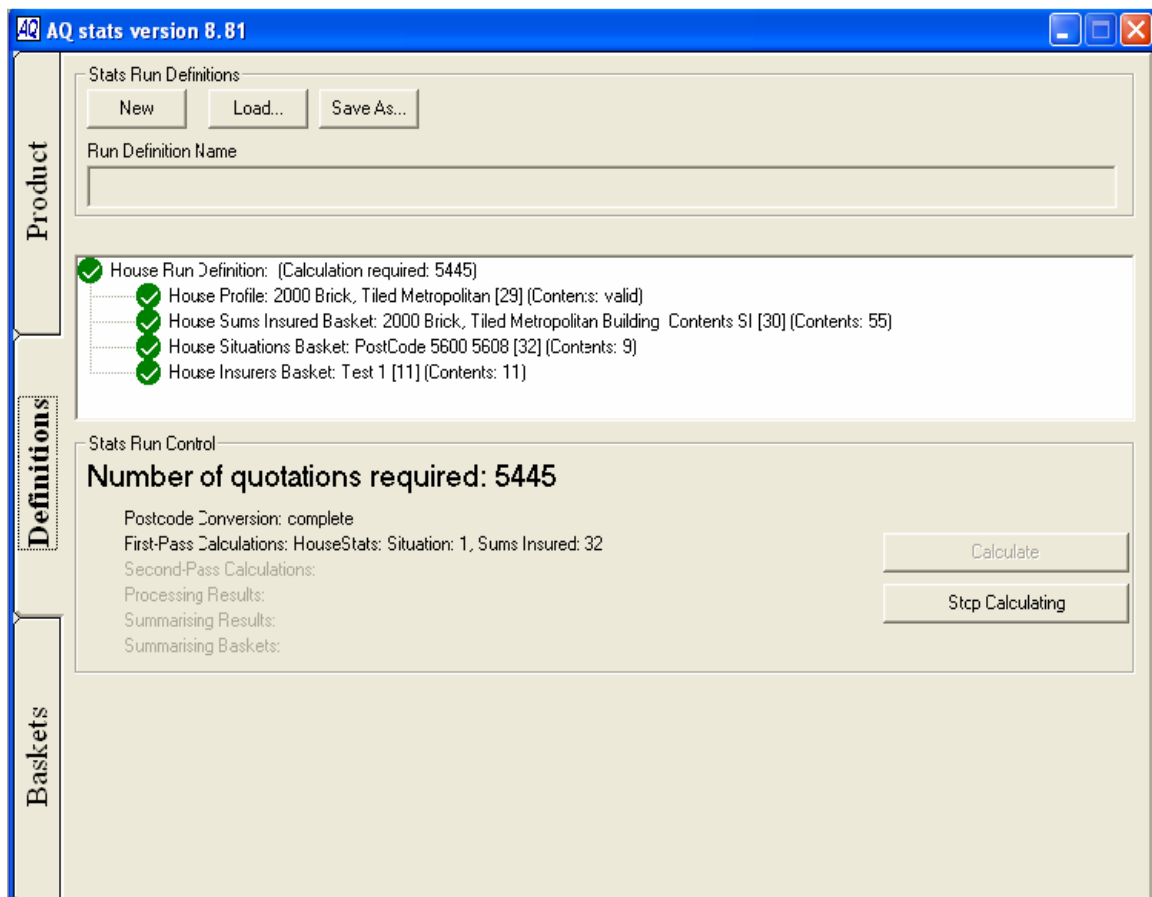 AQ AQ stats version 8.81
Product
Definitions
Baskets
Stats Run Definitions
New Load... Save As...
Run Definition Name
House Run Definition: (Calculation required: 5445)
House Profile: 2000 Brick, Tiled Metropolitan [29] (Contents: valid)
House Sums Insured Basket: 2000 Brick, Tiled Metropolitan Building Contents SI [30] (Contents: 55)
House Situations Basket: PostCode 5600 5608 [32] (Contents: 9)
House Insurers Basket: Test 1 [11] (Contents: 11)
Stats Run Control
Number of quotations required: 5445
Postcode Conversion: complete
First-Pass Calculations: HouseStats: Situation: 1, Sums Insured: 32
Second-Pass Calculations:
Processing Results:
Summarising Results:
Summarising Baskets:
Calculate
Stop Calculating